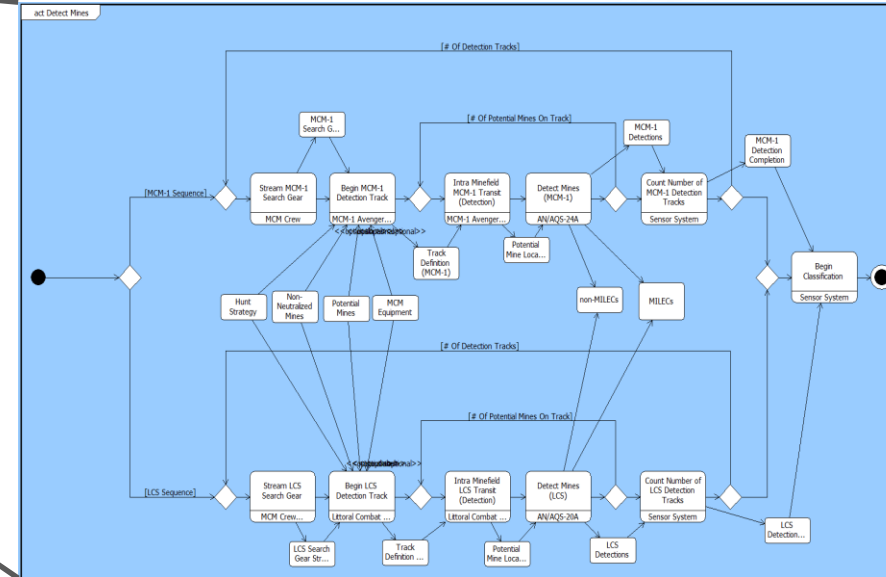 act Detect Mines
[# Of Detection Tracks]
MCM-1
Search G...
[# Of Potential Mines On Track]
MCM-1
Detections
MCM-1
Detection
Completion
[MCM-1 Sequence]
Stream MCM-1
Search Gear
MCM Crew
Begin MCM-1
Detection Track
MCM-1 Avenger...
Intra Minefield
MCM-1 Transit
(Detection)
MCM-1 Avenger...
Detect Mines
(MCM-1)
AN/AQS-24A
Count Number of
MCM-1 Detection
Tracks
Sensor System
Track
Definition
(MCM-1)
Potential
Mine Loca...
Begin
Classification
Sensor System
Hunt
Strategy
Non-
Neutralized
Mines
Potential
Mines
MCM
Equipment
non-MILECs
MILECs
[# Of Detection Tracks]
[# Of Potential Mines On Track]
[LCS Sequence]
Stream LCS
Search Gear
MCM Crew...
Begin LCS
Detection Track
Littoral Combat ...
Intra Minefield
LCS Transit
(Detection)
Littoral Combat ...
Detect Mines
(LCS)
AN/AQS-20A
Count Number of
LCS Detection
Tracks
Sensor System
LCS Search
Gear Str...
Track
Definition ...
Potential
Mine Loca...
LCS
Detections
LCS
Detection...